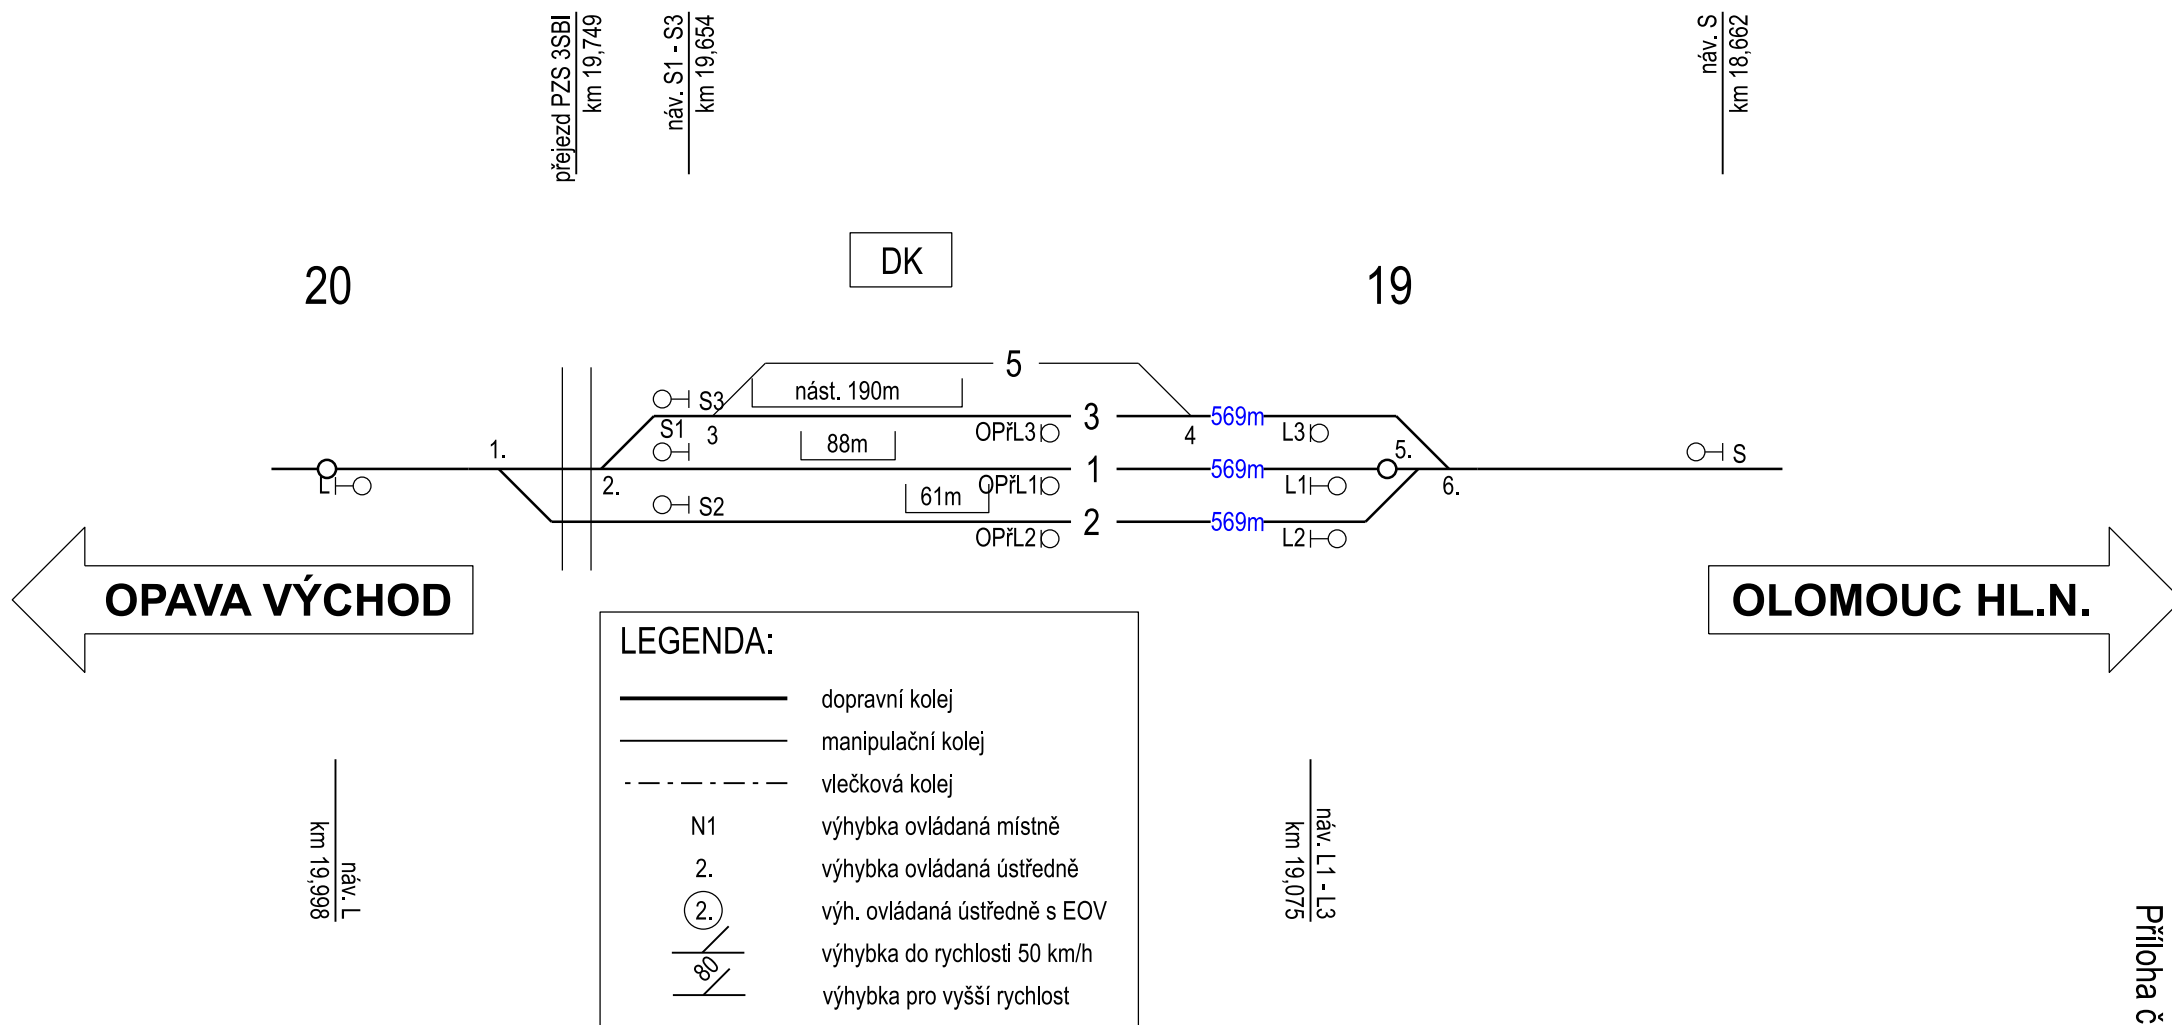 přejezd PZS 3SBI
km 19,749
náv. S1 - S3
km 19,654
náv. S
km 18,662
DK
20
19
5
nást. 190m
S3
3
569m
S1
3
OPřL3
4
L3
5.
1.
88m
1
569m
S
L
2.
61m
OPřL1
L1
6.
S2
2
569m
OPřL2
L2
OPAVA VÝCHOD
OLOMOUC HL.N.
LEGENDA:
dopravní kolej
manipulační kolej
vlečková kolej
N1 výhybka ovládaná místně
2. výhybka ovládaná ústředně
2. výh. ovládaná ústředně s EOV
výhybka do rychlosti 50 km/h
80 výhybka pro vyšší rychlost
náv. L
km 19,998
náv. L1 - L3
km 19,075
Příloha č